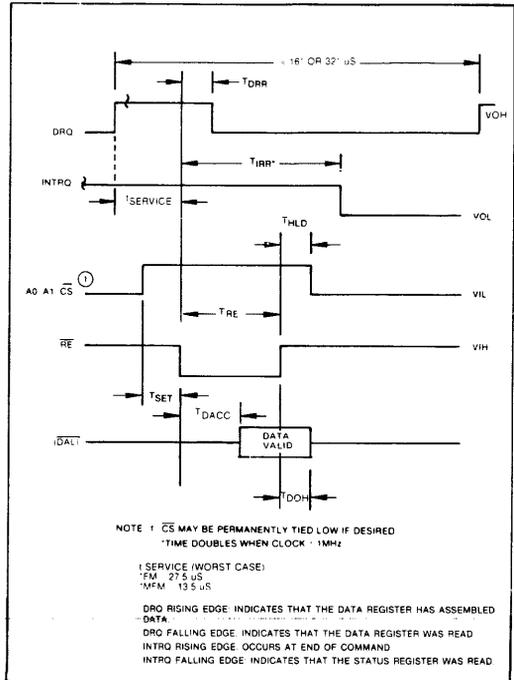 16* OR 32* uS
TDRR
DRQ
VOH
TIRR*
INTRQ
tSERVICE
VOL
THLD
1
A0 A1 CS
VIL
TRE
RE
VIH
TSET
TDACC
(DAL)
DATA
VALID
TDOH
NOTE 1 CS MAY BE PERMANENTLY TIED LOW IF DESIRED
*TIME DOUBLES WHEN CLOCK 1MHz
t SERVICE (WORST CASE)
*FM 27.5 uS
*MFM 13.5 uS
DRQ RISING EDGE: INDICATES THAT THE DATA REGISTER HAS ASSEMBLED
DATA.
DRQ FALLING EDGE: INDICATES THAT THE DATA REGISTER WAS READ
INTRQ RISING EDGE: OCCURS AT END OF COMMAND
INTRQ FALLING EDGE: INDICATES THAT THE STATUS REGISTER WAS READ